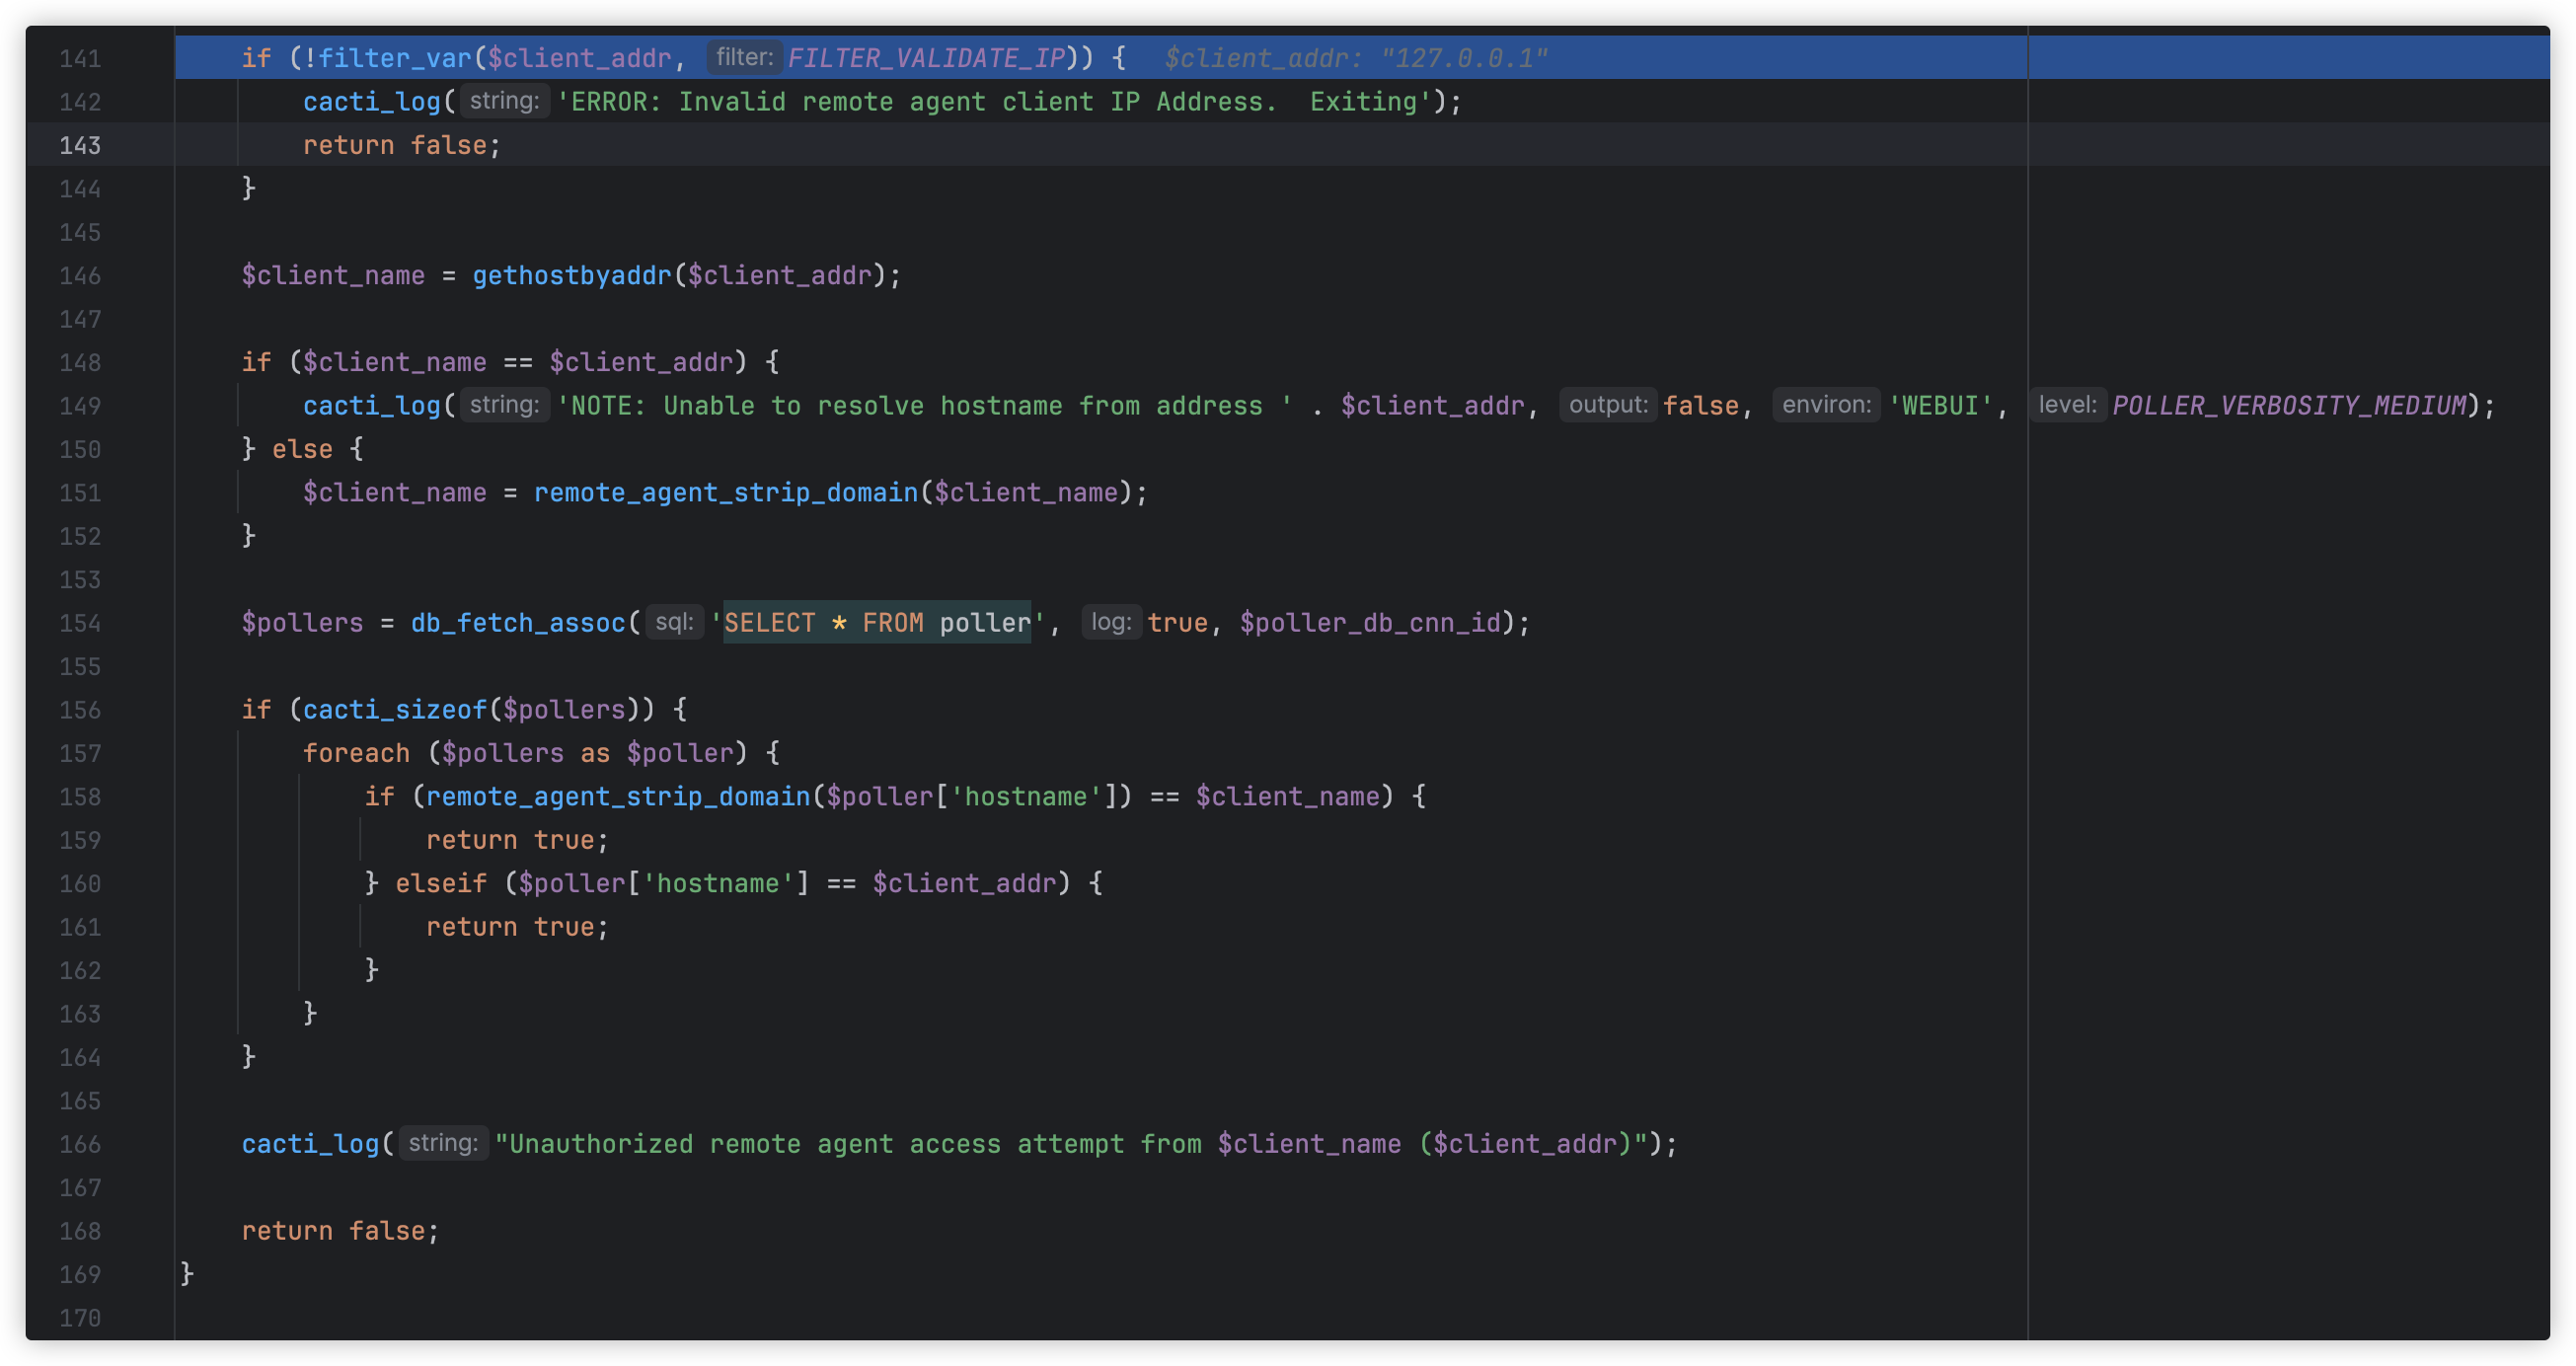 141 if (!filter_var($client_addr, filter: FILTER_VALIDATE_IP)) { $client_addr: "127.0.0.1"
142 cacti_log( string: 'ERROR: Invalid remote agent client IP Address.  Exiting');
143 return false;
144 }
145
146 $client_name = gethostbyaddr($client_addr);
147
148 if ($client_name == $client_addr) {
149 cacti_log( string: 'NOTE: Unable to resolve hostname from address ' . $client_addr, output: false, environ: 'WEBUI', level: POLLER_VERBOSITY_MEDIUM);
150 } else {
151 $client_name = remote_agent_strip_domain($client_name);
152 }
153
154 $pollers = db_fetch_assoc( sql: 'SELECT * FROM poller', log: true, $poller_db_cnn_id);
155
156 if (cacti_sizeof($pollers)) {
157 foreach ($pollers as $poller) {
158 if (remote_agent_strip_domain($poller['hostname']) == $client_name) {
159 return true;
160 } elseif ($poller['hostname'] == $client_addr) {
161 return true;
162 }
163 }
164 }
165
166 cacti_log( string: "Unauthorized remote agent access attempt from $client_name ($client_addr)");
167
168 return false;
169 }
170